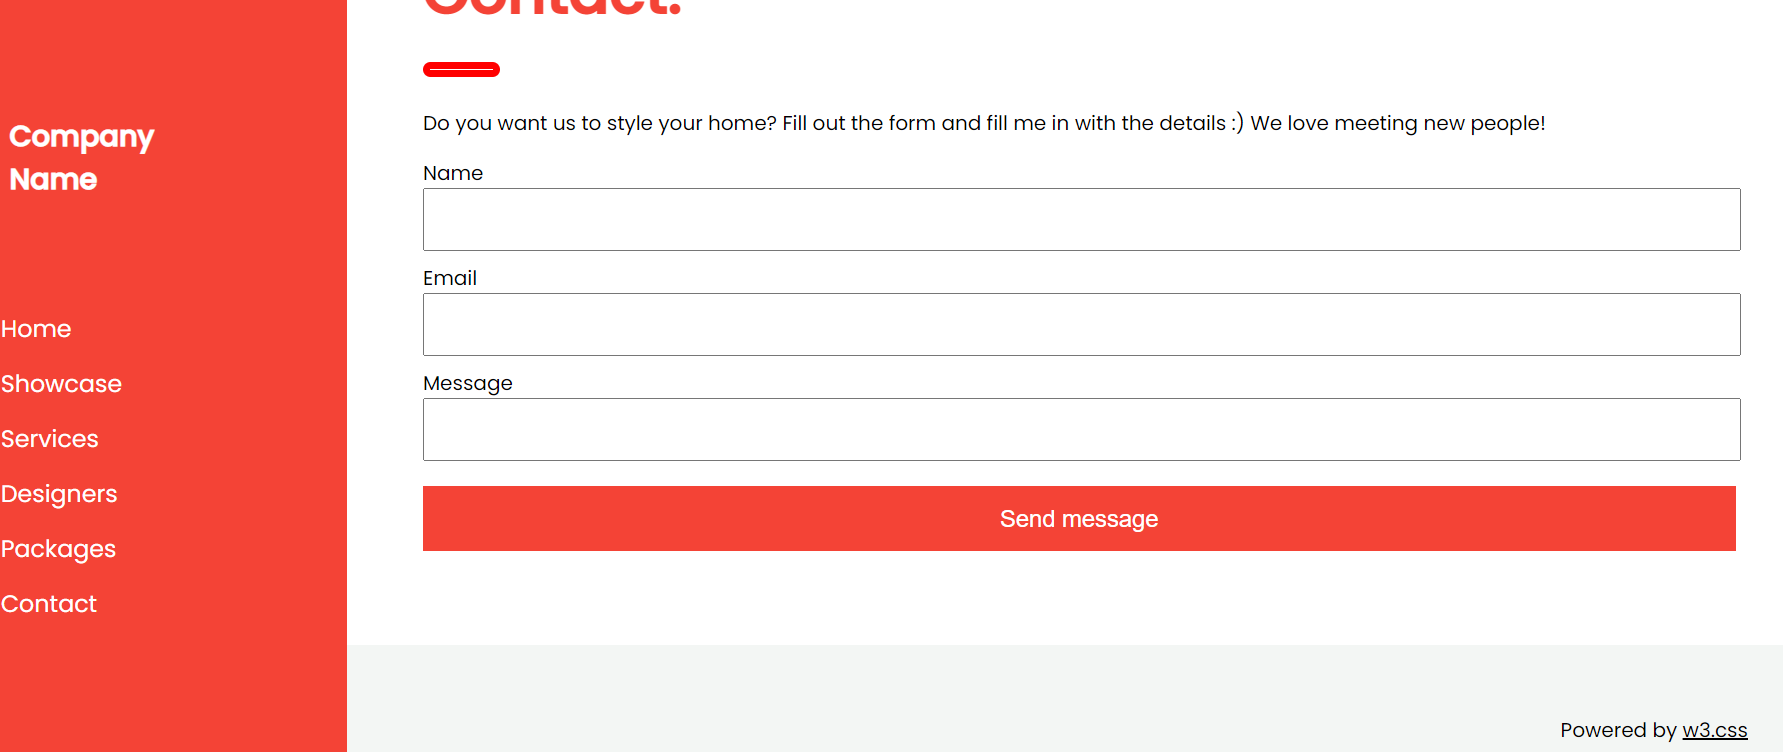 Contact.
Company
Name
Home
Showcase
Services
Designers
Packages
Contact
Do you want us to style your home? Fill out the form and fill me in with the details :) We love meeting new people!
Name
Email
Message
Send message
Powered by w3.css